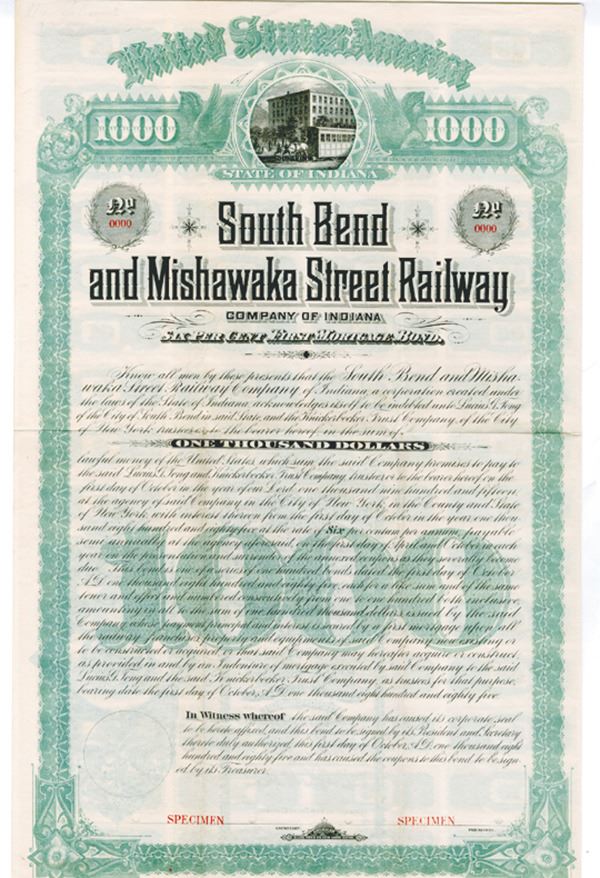 United States America
1000 1000
STATE OF INDIANA
No No
0000 0000
South Bend
and Mishawaka Street Railway
COMPANY OF INDIANA
SIX PER CENT FIRST MORTGAGE BOND.
Know all men by these presents that the South Bend and Misha-
waka Street Railway Company of Indiana, a corporation created under
the laws of the State of Indiana, acknowledges itself to be indebted unto Lucius G. Tong
of the City of South Bend in said State, and the Knickerbocker Trust Company, of the City
of New York trustees or to the bearer hereof in the sum of
ONE THOUSAND DOLLARS
lawful money of the United States, which sum the said Company promises to pay to
the said Lucius G. Tong and Knickerbocker Trust Company, trustees or to the bearer hereof on the
first day of October in the year of our Lord one thousand nine hundred and fifteen,
at the agency of said Company in the City of New York, in the County and State
of New York with interest thereon from the first day of October in the year one thou-
sand eight hundred and eighty five at the rate of Six per centum per annum, payable
semi annually at said agency as aforesaid, on the first day of April and October in each
year on the presentation and surrender of the annexed coupons as they severally become
due. This bond is one of a series of one hundred bonds dated the first day of October
A.D. one thousand eight hundred and eighty five each for a like sum and of the same
tenor and effect and numbered consecutively from one to one hundred both inclusive
amounting in all to the sum of one hundred thousand dollars issued by the said
Company whose payment principal and interest is secured by a first mortgage upon all
the railway franchises property and equipments of said Company now existing or
to be constructed or acquired or that said Company may hereafter acquire or construct
as provided in and by an Indenture of mortgage executed by said Company to the said
Lucius G. Tong and the said Knickerbocker Trust Company, as trustees for that purpose,
bearing date the first day of October, A.D. one thousand eight hundred and eighty five.
1000
In Witness whereof the said Company has caused its corporate seal
to be hereto affixed, and this bond to be signed by its President and Secretary
thereto duly authorized, this first day of October, A.D. one thousand eight
hundred and eighty five and has caused the coupons to this bond to be sign-
ed by its Treasurer.
SPECIMEN SECRETARY SPECIMEN PRESIDENT